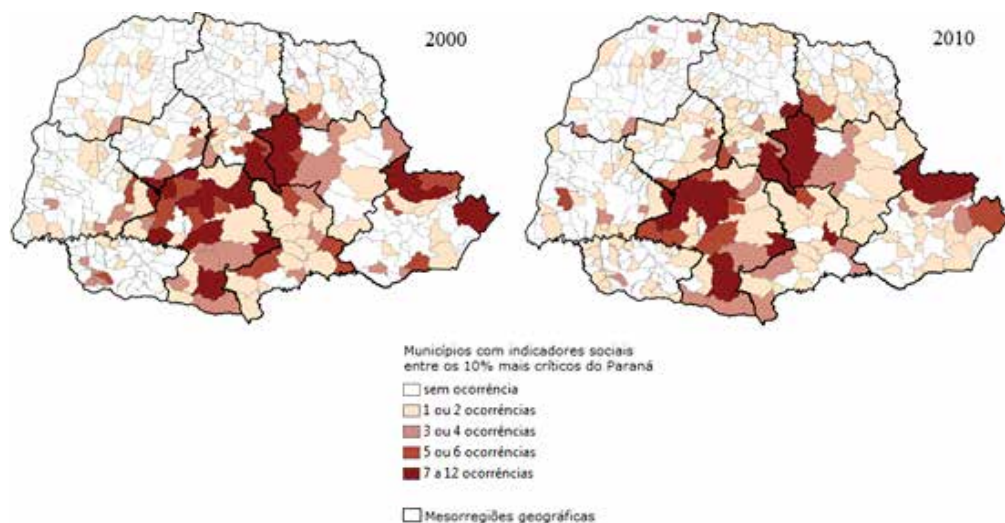 2000
2010
Municípios com indicadores sociais
entre os 10% mais críticos do Paraná
sem ocorrência
1 ou 2 ocorrências
3 ou 4 ocorrências
5 ou 6 ocorrências
7 a 12 ocorrências
Mesorregiões geográficas